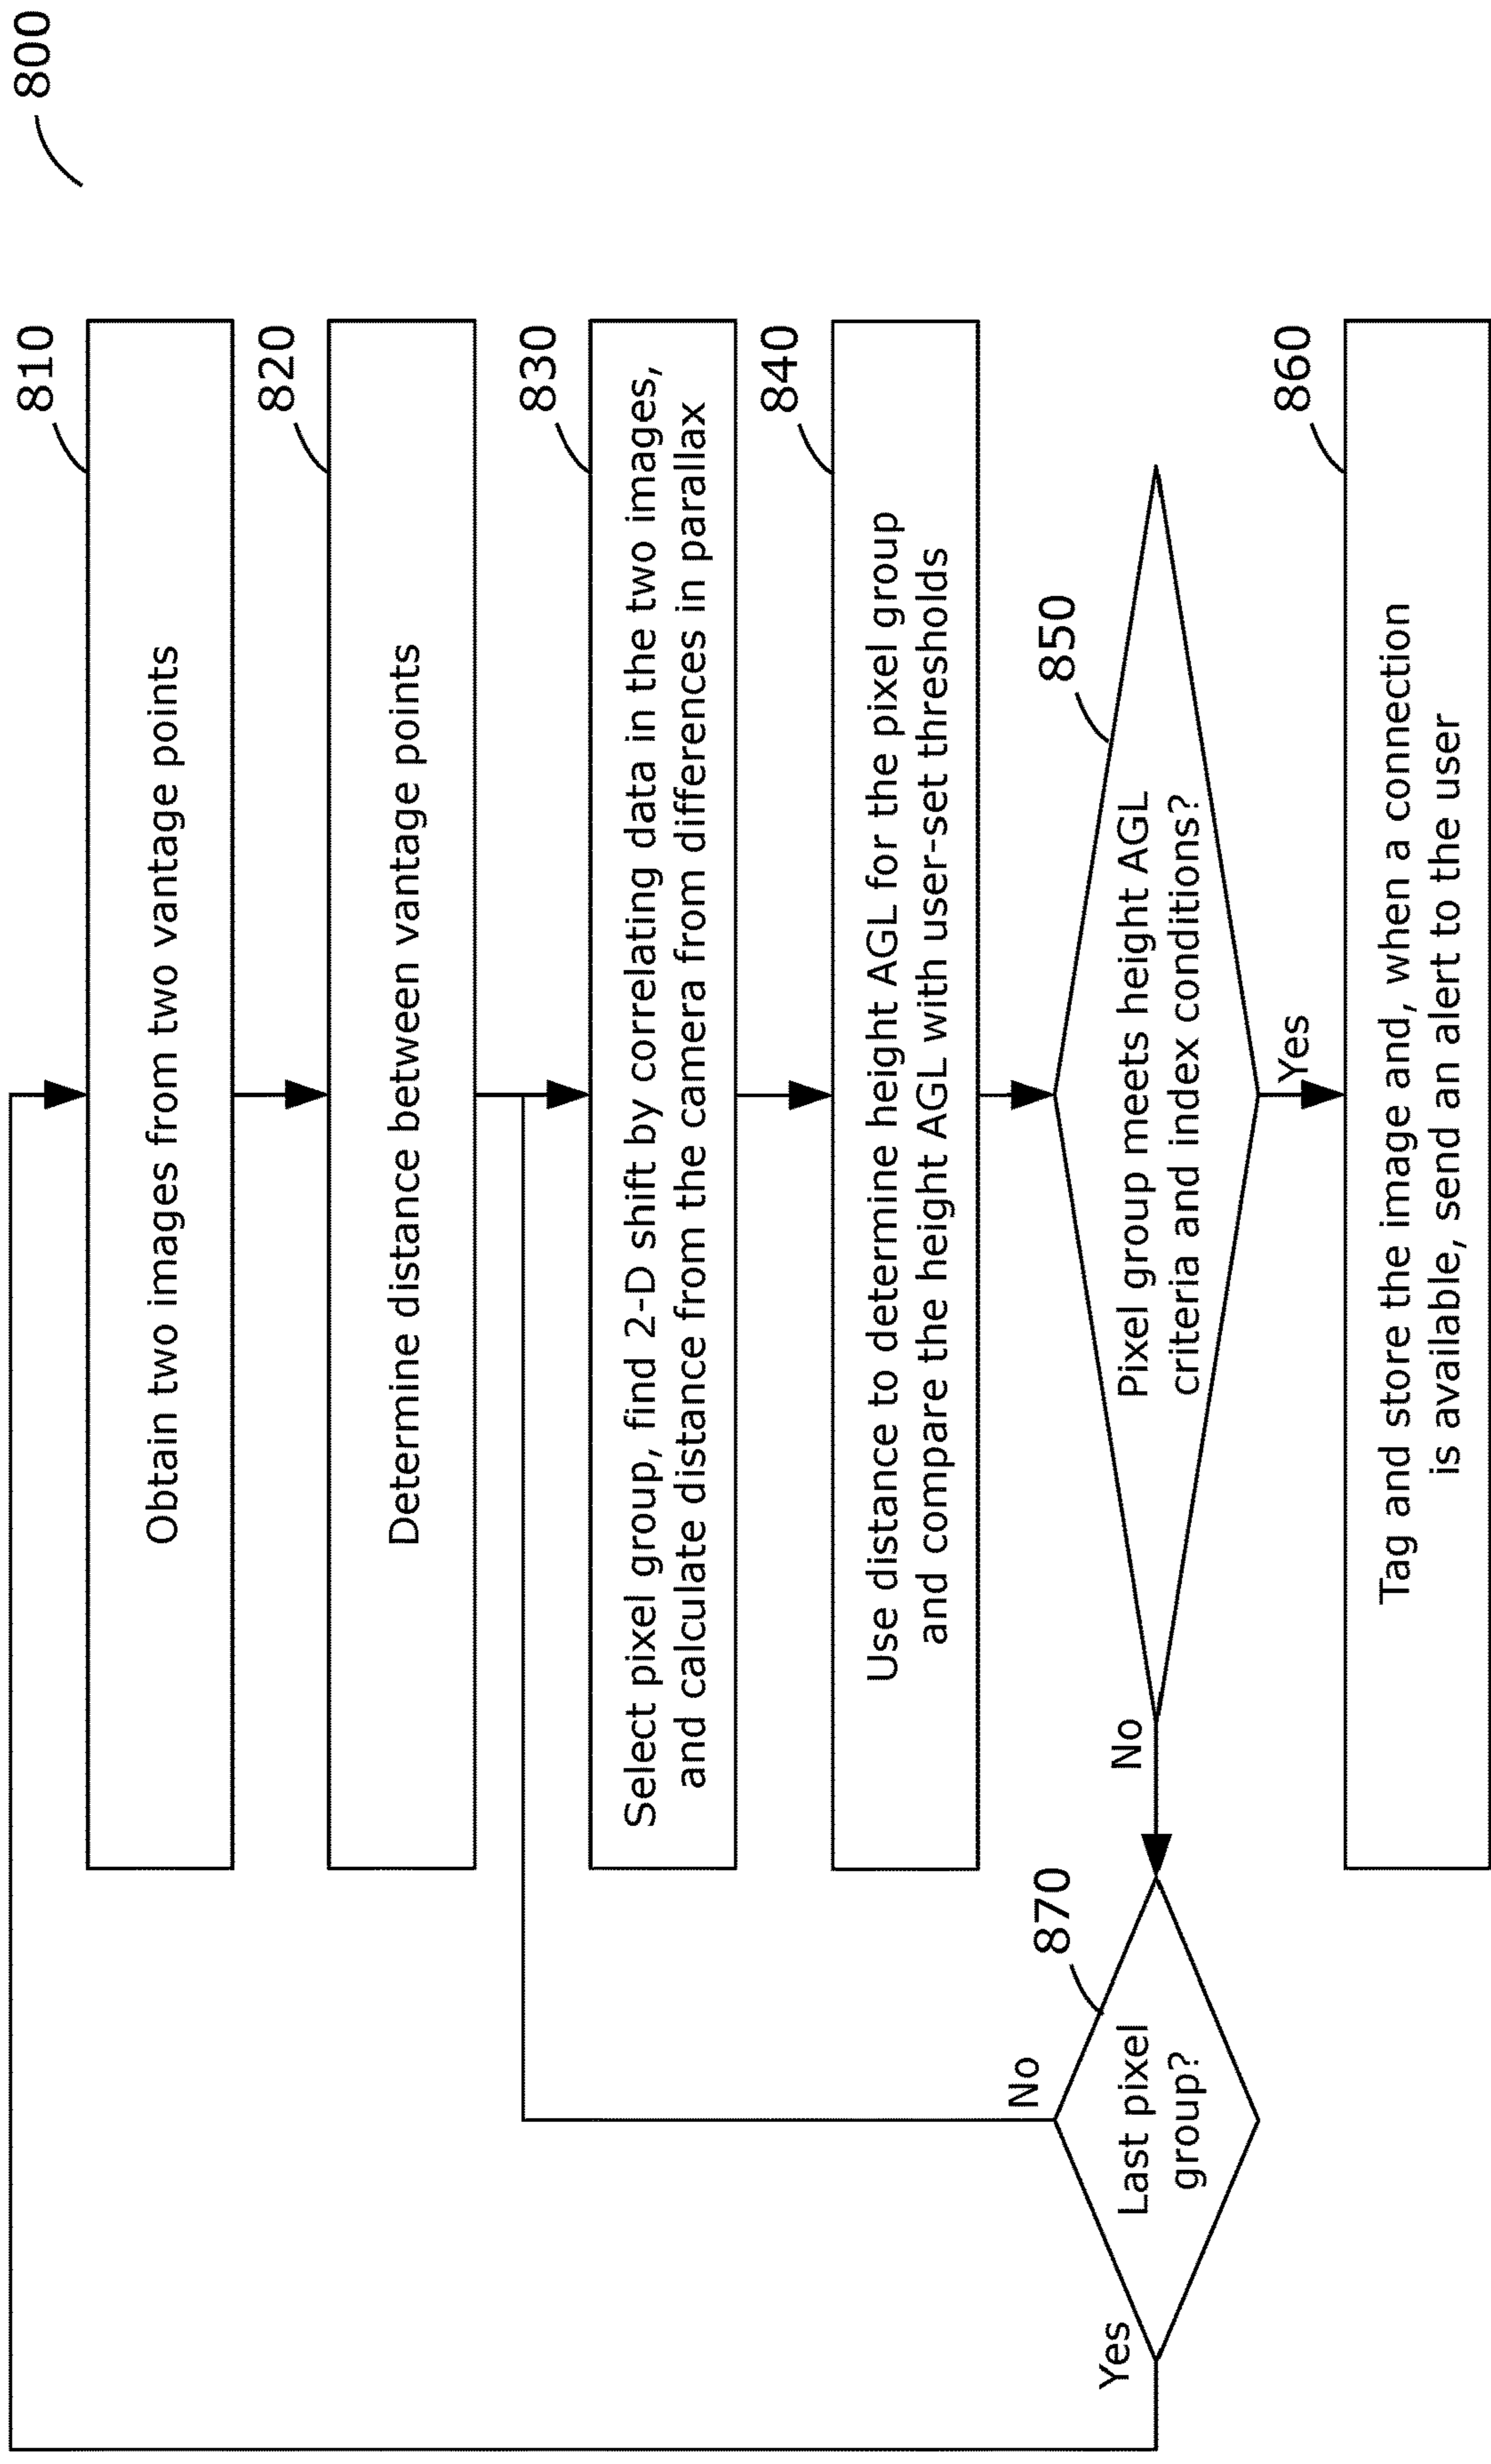 800
810
Obtain two images from two vantage points
820
Determine distance between vantage points
830
Select pixel group, find 2-D shift by correlating data in the two images,
and calculate distance from the camera from differences in parallax
840
Use distance to determine height AGL for the pixel group
and compare the height AGL with user-set thresholds
850
Pixel group meets height AGL
criteria and index conditions?
No
Yes
870
Last pixel
group?
No
Yes
860
Tag and store the image and, when a connection
is available, send an alert to the user